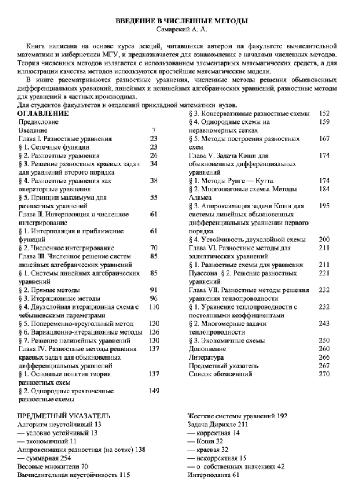 ВВЕДЕНИЕ В ЧИСЛЕННЫЕ МЕТОДЫ
Самарский А. А.
Книга написана на основе курса лекций, читавшихся автором на факультете вычислительной
математики и кибернетики МГУ, и предназначается для ознакомления с началами численных методов.
Теория численных методов излагается с использованием элементарных математических средств, а для
иллюстрации качества методов используются простейшие математические модели.
В книге рассматриваются разностные уравнения, численные методы решения обыкновенных
дифференциальных уравнений, линейных и нелинейных алгебраических уравнений, разностные методы
для уравнений в частных производных.
Для студентов факультетов и отделений прикладной математики вузов.
ОГЛАВЛЕНИЕ
Предисловие
Введение 7
Глава I. Разностные уравнения 23
§ 1. Сеточные функции 23
§ 2. Разностные уравнения 26
§ 3. Решение разностных краевых задач 34
для уравнений второго порядка
§ 4. Разностные уравнения как 38
операторные уравнения
§ 5. Принцип максимума для 55
разностных уравнений
Глава II. Интерполяция и численное 61
интегрирование
§ 1. Интерполяция и приближение 61
функций
§ 2. Численное интегрирование 70
Глава III. Численное решение систем 85
линейных алгебраических уравнений
§ 1. Системы линейных алгебраических 85
уравнений
§ 2. Прямые методы 91
§ 3. Итерационные методы 96
§ 4. Двухслойная итерационная схема с 110
чебышевскими параметрами
§ 5. Попеременно-треугольный метод 120
§ 6. Вариационно-итерационные методы 126
§ 7. Решение нелинейных уравнений 130
Глава IV. Разностные методы решения 137
краевых задач для обыкновенных
дифференциальных уравнений
§ 1. Основные понятия теории 137
разностных схем
§ 2. Однородные трехточечные 149
разностные схемы
§ 3. Консервативные разностные схемы 152
§ 4. Однородные схемы на 159
неравномерных сетках
§ 5. Методы построения разностных 167
схем
Глава V. Задача Коши для 174
обыкновенных дифференциальных
уравнений
§ 1. Методы Рунге — Кутта 174
§ 2. Многошаговые схемы. Методы 184
Адамса
§ 3. Аппроксимация задачи Коши для 195
системы линейных обыкновенных
дифференциальных уравнений первого
порядка
§ 4. Устойчивость двухслойной схемы 200
Глава VI. Разностные методы для 211
эллиптических уравнений
§ 1. Разностные схемы для уравнения 211
Пуассона § 2. Решение разностных 221
уравнений
Глава VII. Разностные методы решения 232
уравнения теплопроводности
§ 1. Уравнение теплопроводности с 232
постоянными коэффициентами
§ 2. Многомерные задачи 243
теплопроводности
§ 3. Экономичные схемы 250
Дополнение 260
Литература 266
Предметный указатель 267
Список обозначений 270
ПРЕДМЕТНЫЙ УКАЗАТЕЛЬ
Алгоритм неустойчивый 13
— условно устойчивый 13
— экономичный 11
Аппроксимация разностная (на сетке) 138
— суммарная 254
Весовые множители 70
Вычислительная неустойчивость 115
Жесткие системы уравнений 192
Задача Дирихле 211
— корректная 14
— Коши 32
— краевая 32
— некорректная 15
— о собственных значениях 42
Интерполянта 61